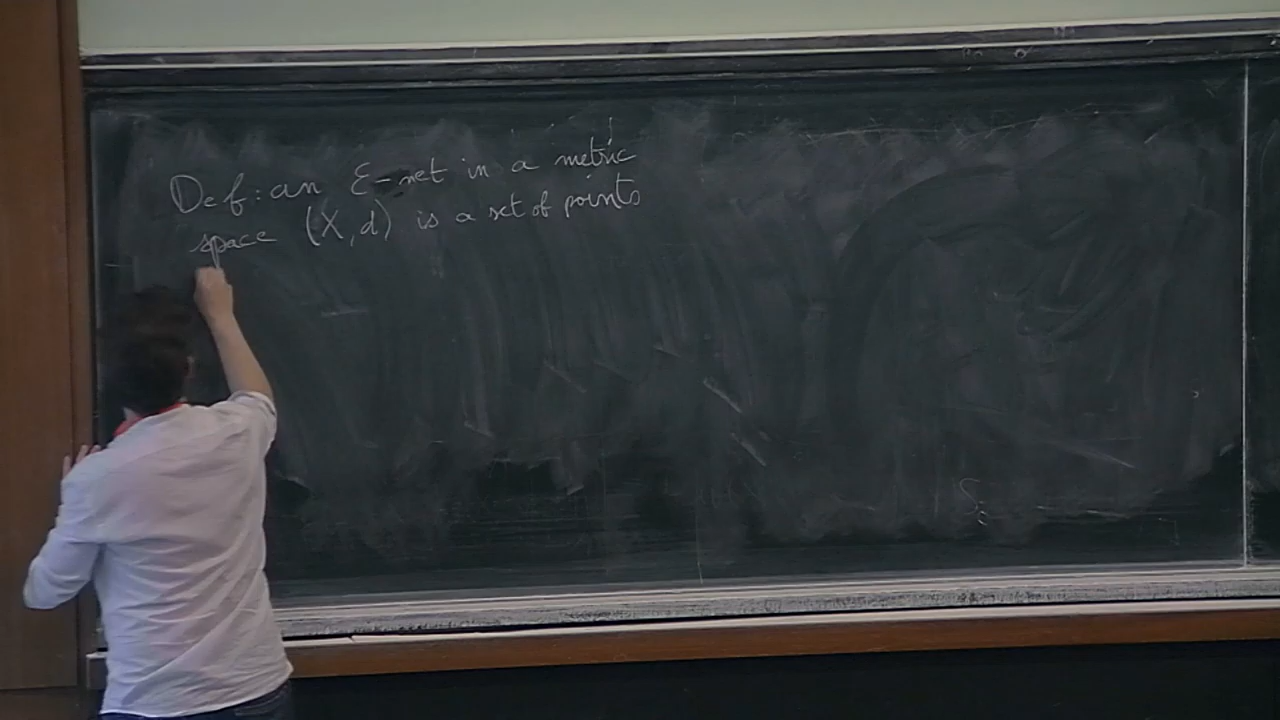 Def: an ε-net in a metric
space (X,d) is a set of points